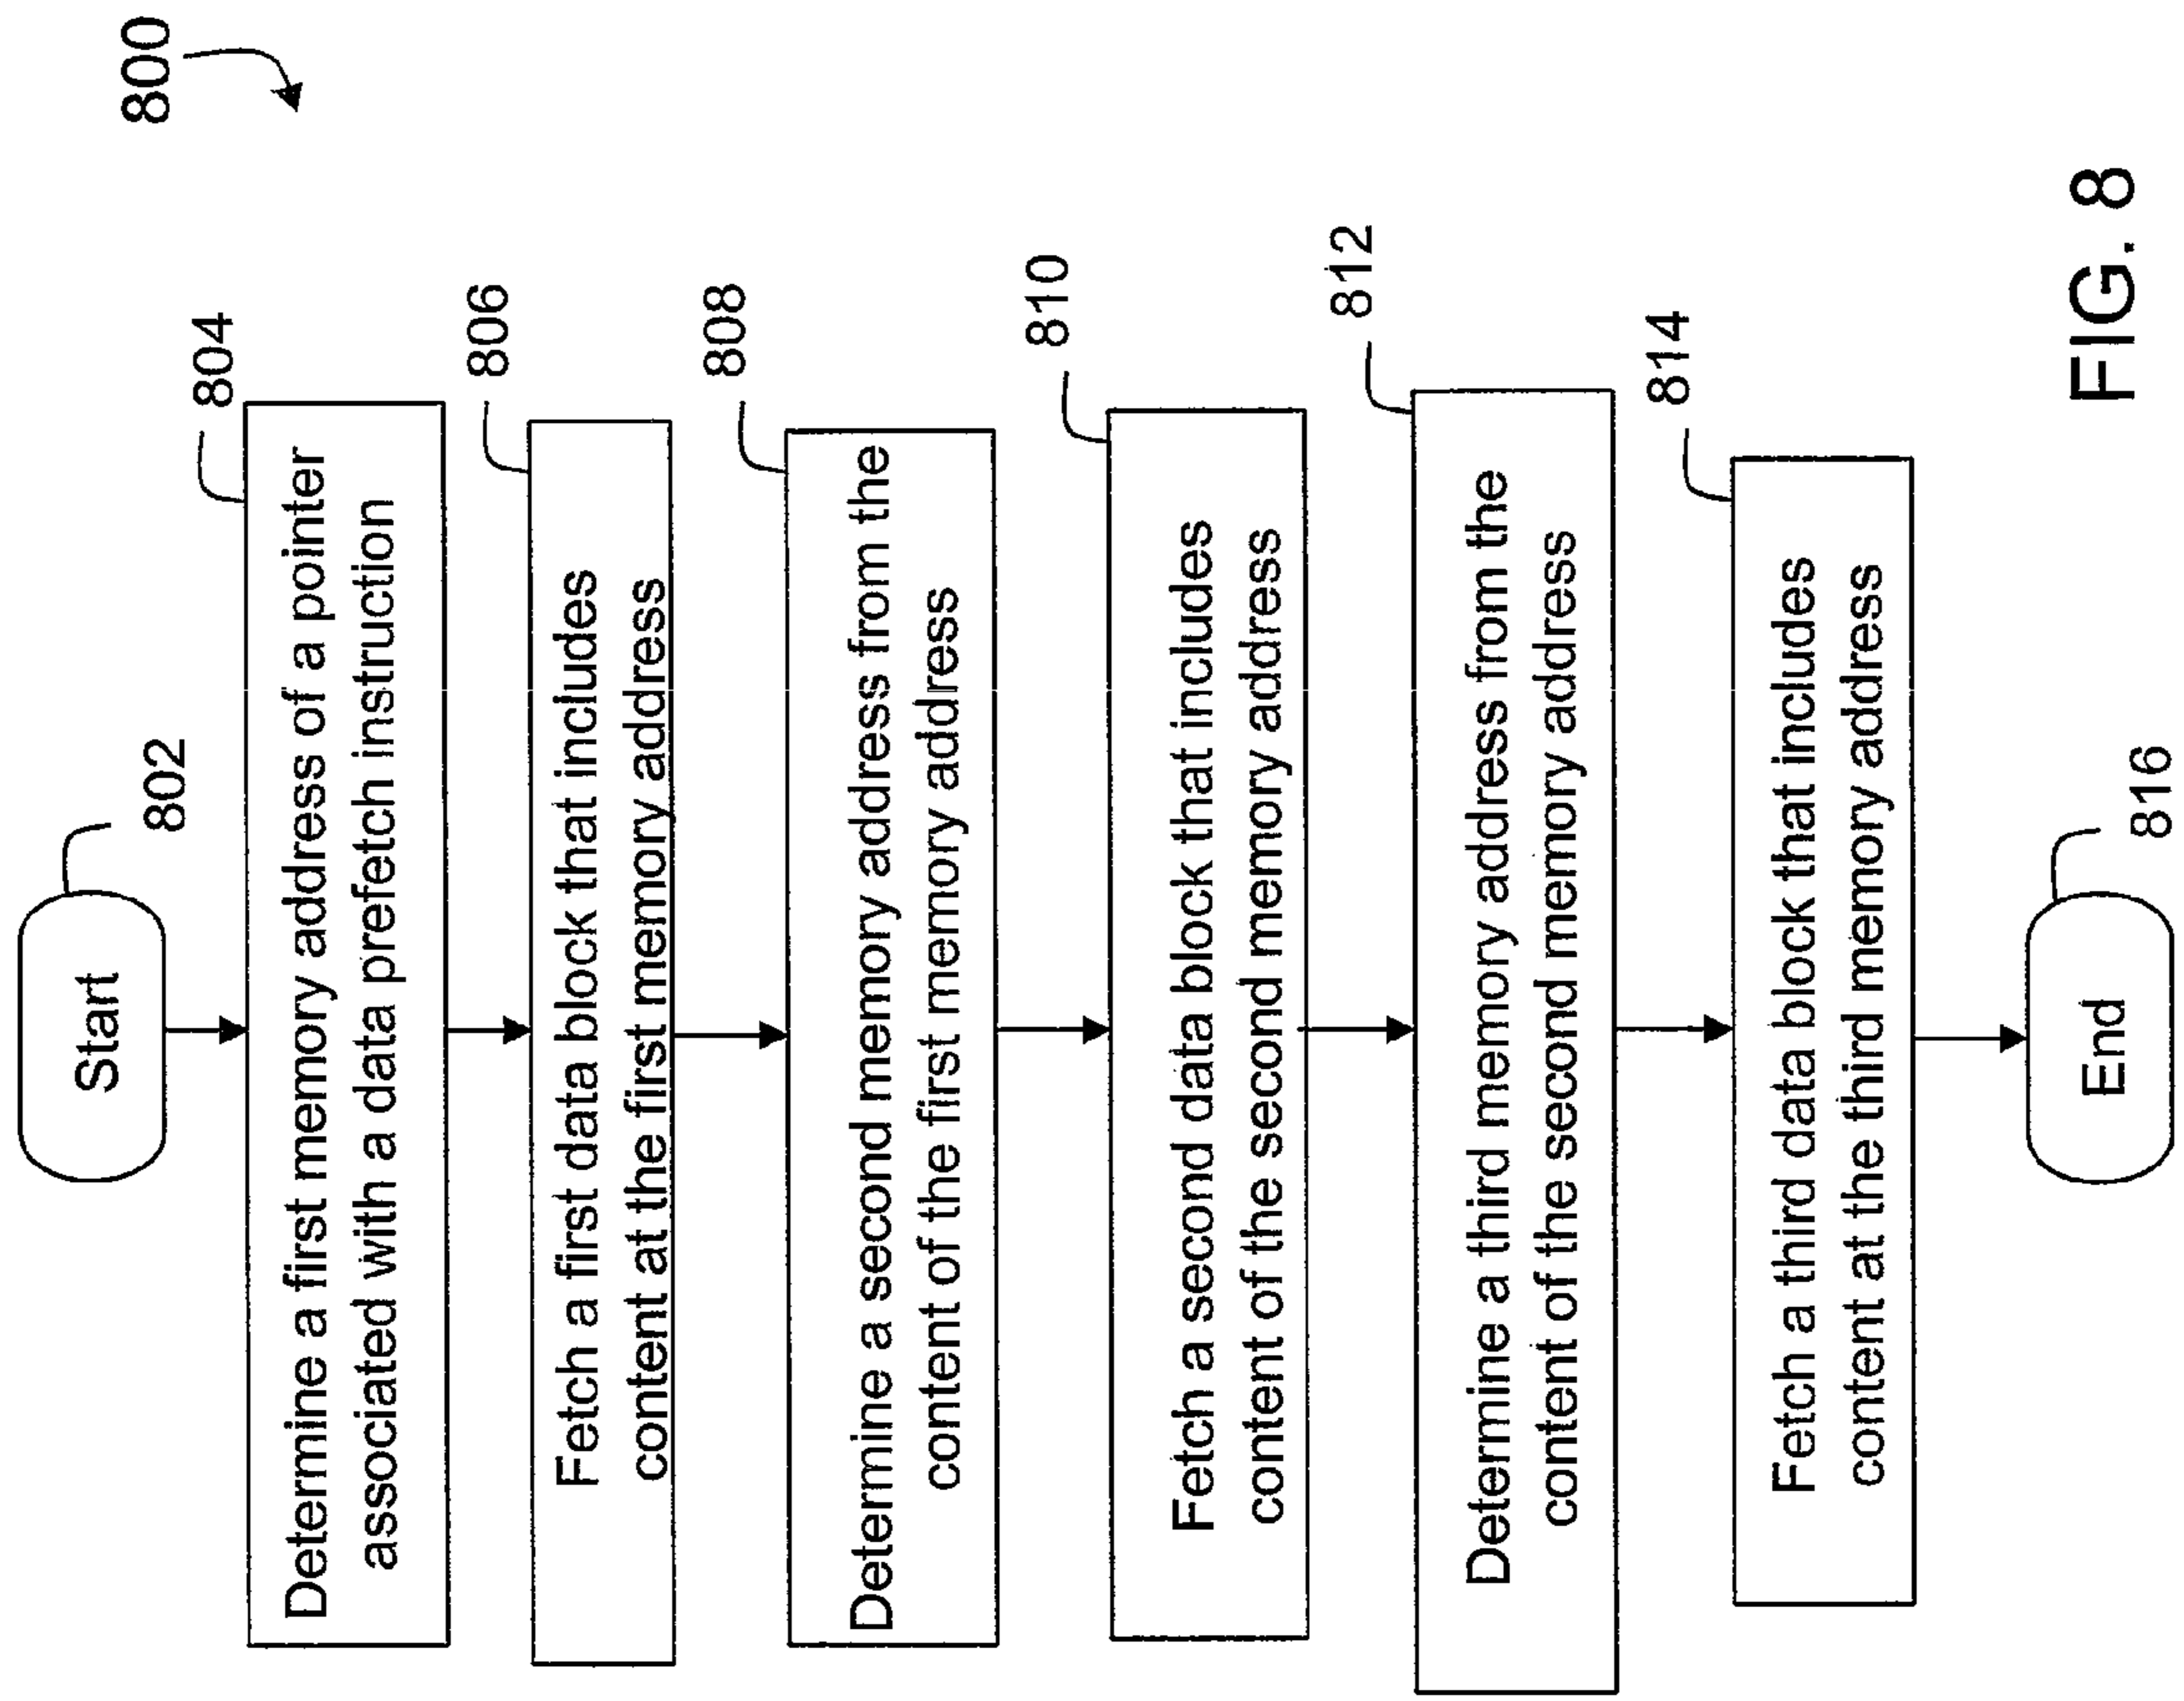 800
Start
802
804
Determine a first memory address of a pointer
associated with a data prefetch instruction
806
Fetch a first data block that includes
content at the first memory address
808
Determine a second memory address from the
content of the first memory address
810
Fetch a second data block that includes
content of the second memory address
812
Determine a third memory address from the
content of the second memory address
814
Fetch a third data block that includes
content at the third memory address
End
816
FIG. 8